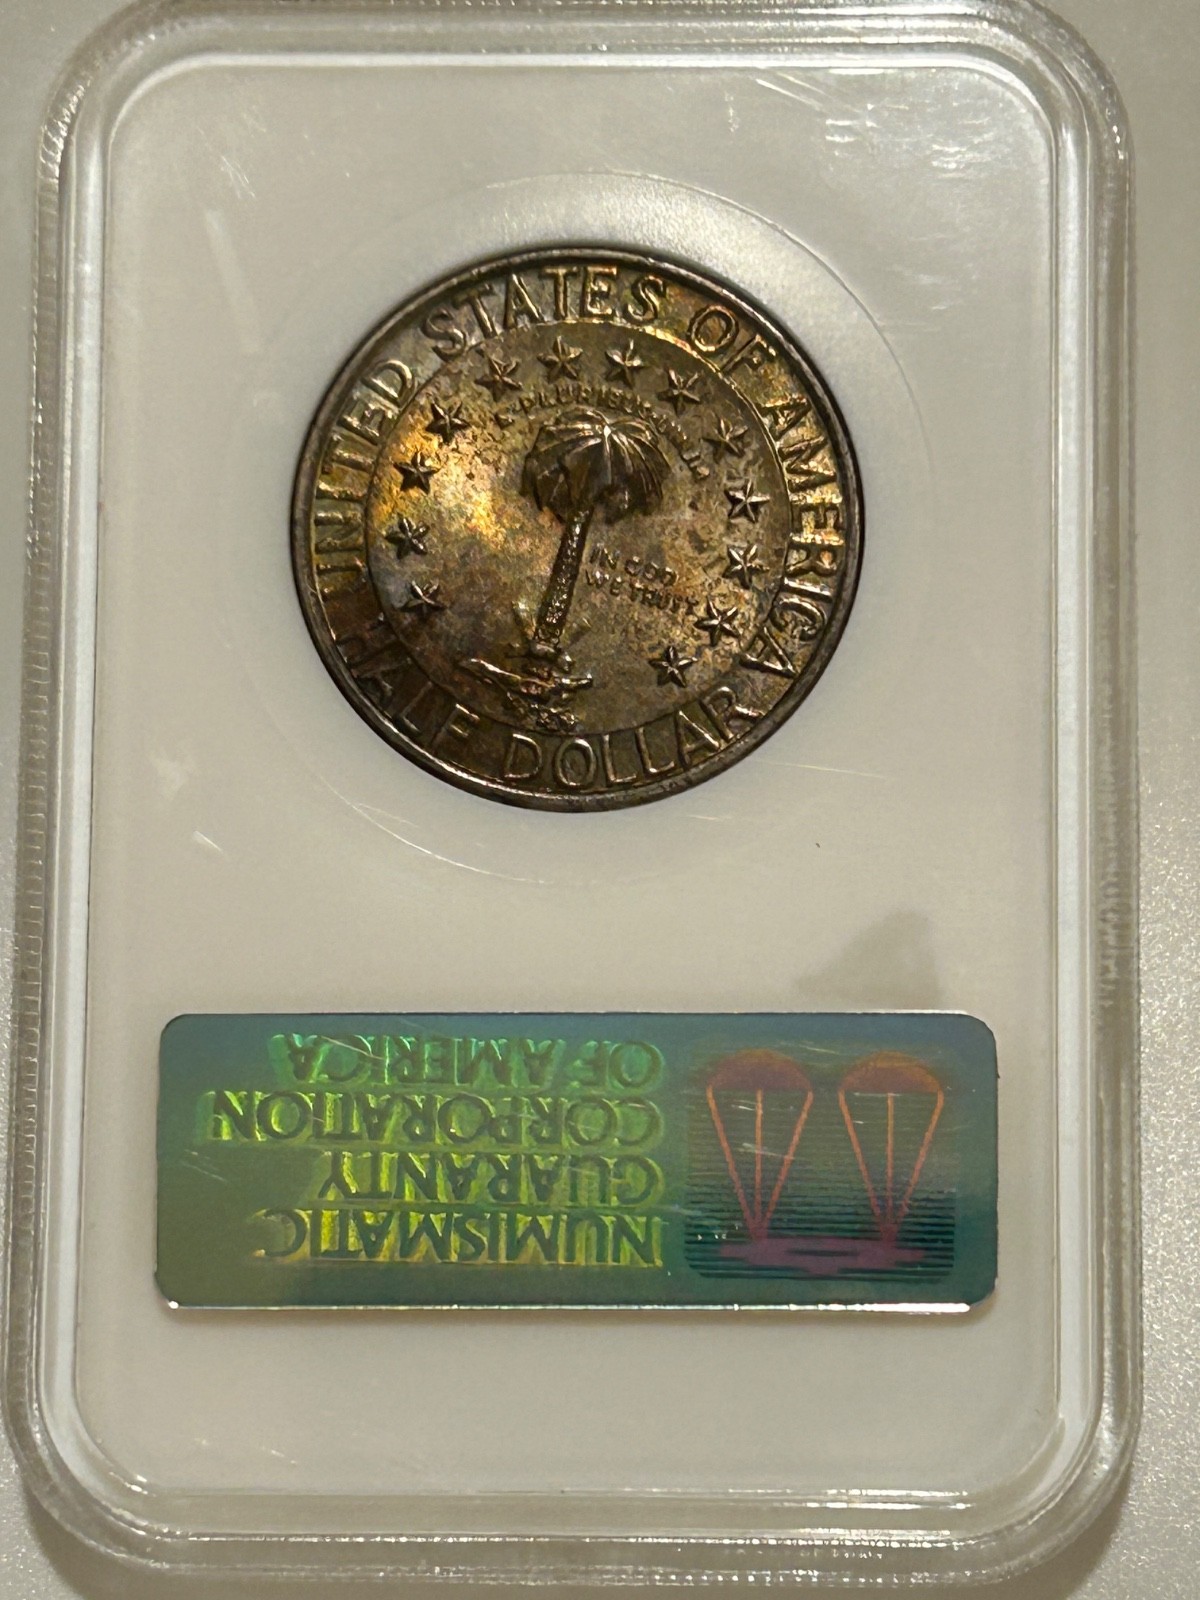 UNITED STATES OF AMERICA
E PLURIBUS UNUM
IN GOD
WE TRUST
HALF DOLLAR
NUMISMATIC
GUARANTY
CORPORATION
OF AMERICA